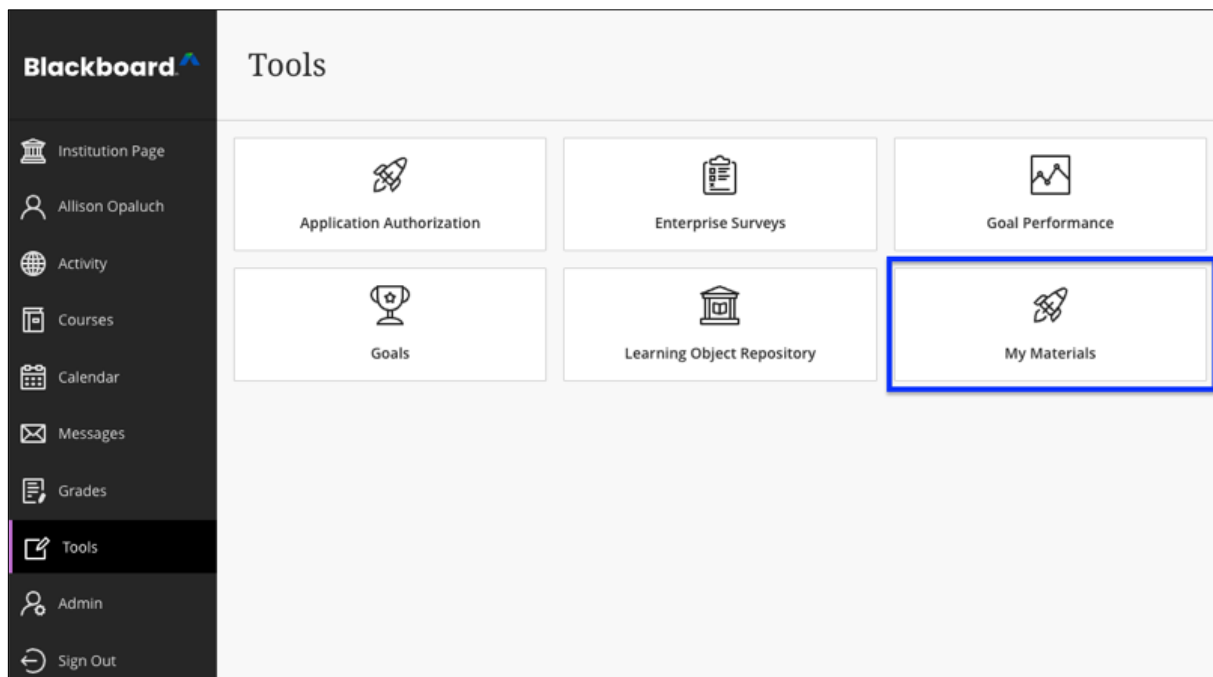 Blackboard
Tools
Institution Page
Allison Opaluch
Activity
Courses
Calendar
Messages
Grades
Tools
Admin
Sign Out
Application Authorization
Enterprise Surveys
Goal Performance
Goals
Learning Object Repository
My Materials